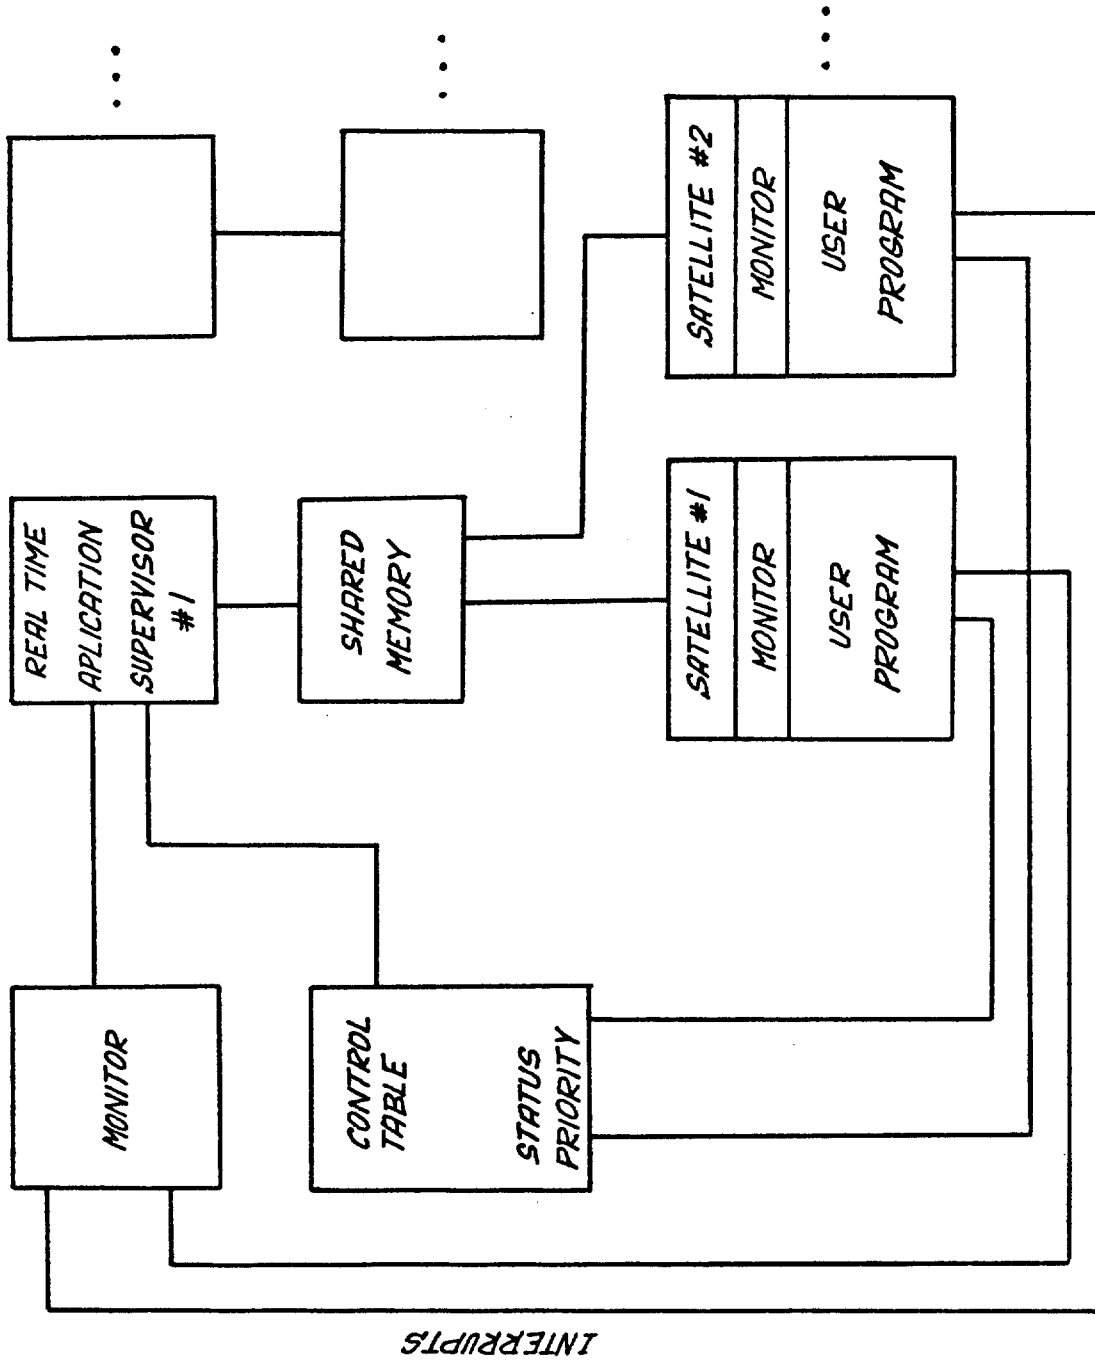 MONITOR
REAL TIME
APLICATION
SUPERVISOR
#1
CONTROL
TABLE
STATUS
PRIORITY
SHARED
MEMORY
SATELLITE #1
MONITOR
USER
PROGRAM
SATELLITE #2
MONITOR
USER
PROGRAM
INTERRUPTS